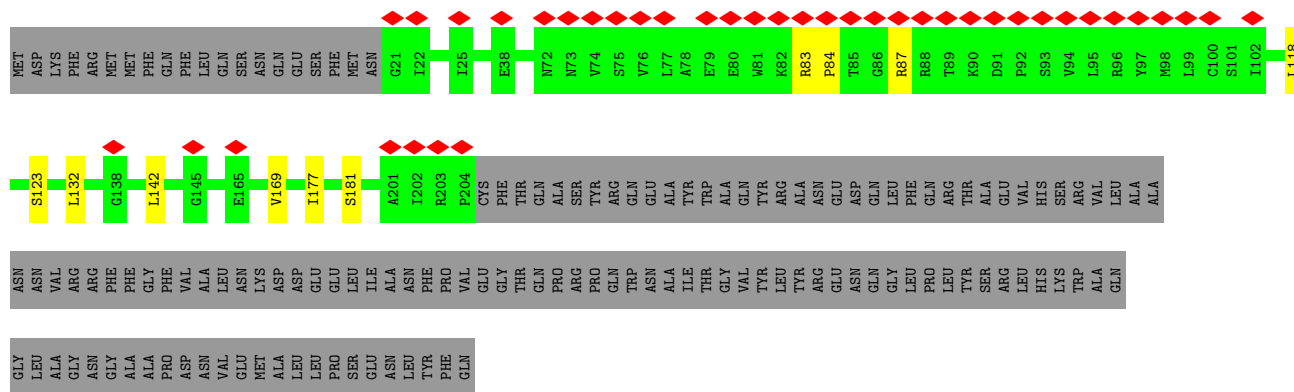 MET ASP LYS PHE ARG MET MET PHE GLN PHE LEU GLN SER ASN GLN GLU SER PHE MET ASN G21 I22 I25 E38 N72 N73 V74 S75 V76 L77 A78 E79 E80 W81 K82 R83 P84 T85 G86 R87 R88 T89 K90 D91 P92 S93 V94 L95 R96 Y97 M98 L99 C100 S101 I102 L118
S123 L132 G138 L142 G145 E165 V169 I177 S181 A201 I202 R203 P204 CYS PHE THR GLN ALA SER TYR ARG GLN GLU ALA TYR TRP ALA GLN TYR ARG ALA ASN GLU ASP GLN LEU PHE GLN ARG THR ALA GLU VAL HIS SER ARG VAL LEU ALA ALA
ASN ASN VAL ARG ARG PHE PHE GLY PHE VAL ALA LEU ASN LYS ASP ASP GLU GLU LEU ILE ALA ASN PHE PRO VAL GLU GLY THR GLN PRO ARG PRO GLN TRP ASN ALA ILE THR GLY VAL TYR LEU TYR ARG GLU ASN GLN GLY LEU PRO LEU TYR SER ARG LEU HIS LYS TRP ALA GLN
GLY LEU ALA GLY ASN GLY ALA ALA PRO ASP ASN VAL GLU MET ALA LEU LEU PRO SER GLU ASN LEU TYR PHE GLN